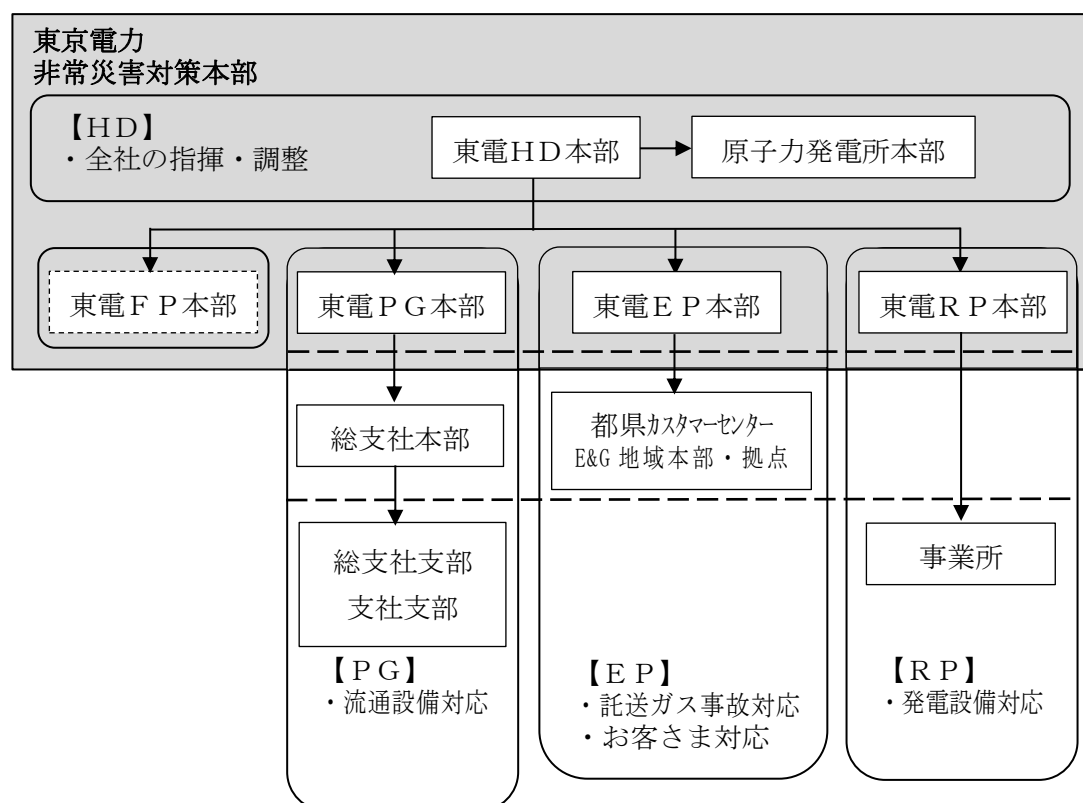 東京電力
非常災害対策本部
【ＨＤ】
・全社の指揮・調整
東電ＨＤ本部
原子力発電所本部
東電ＦＰ本部
東電ＰＧ本部
東電ＥＰ本部
東電ＲＰ本部
総支社本部
都県カスタマーセンター
E&G 地域本部・拠点
総支社支部
支社支部
事業所
【ＰＧ】
・流通設備対応
【ＥＰ】
・託送ガス事故対応
・お客さま対応
【ＲＰ】
・発電設備対応